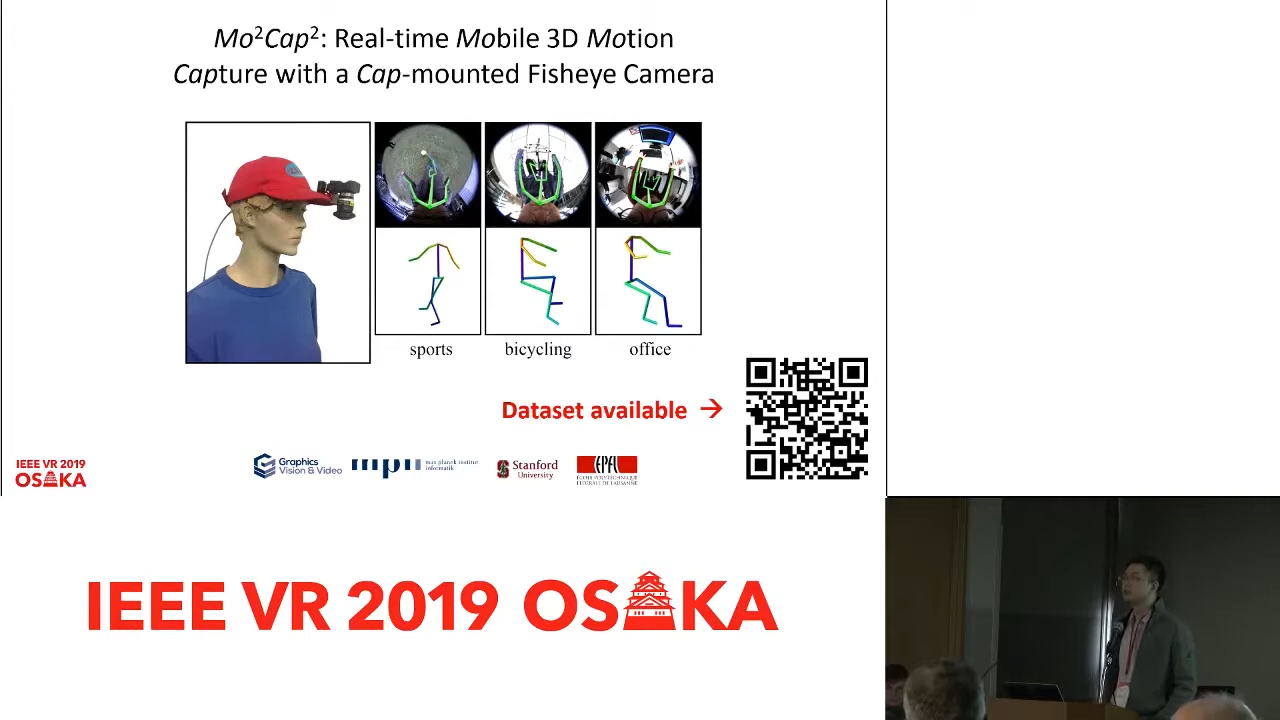 Mo²Cap²: Real-time Mobile 3D Motion
Capture with a Cap-mounted Fisheye Camera
sports
bicycling
office
Dataset available →
IEEE VR 2019
OSAKA
Graphics
Vision & Video
mpi
max planck institut
informatik
Stanford
University
EPFL
ÉCOLE POLYTECHNIQUE
FÉDÉRALE DE LAUSANNE
IEEE VR 2019 OSAKA